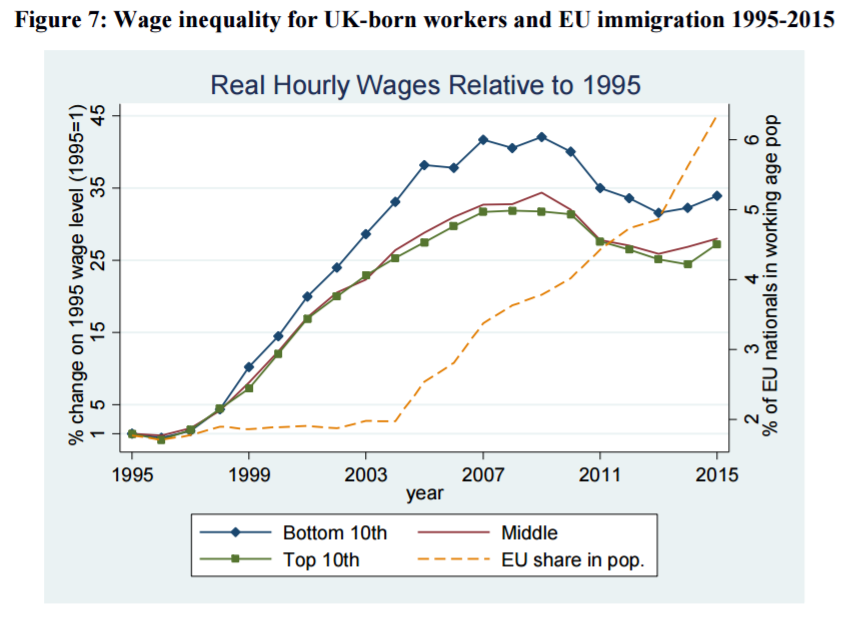 Figure 7: Wage inequality for UK-born workers and EU immigration 1995-2015
Real Hourly Wages Relative to 1995
% change on 1995 wage level (1995=1)
45
35
25
15
5
1
6
5
4
3
2
% of EU nationals in working age pop
1995 1999 2003 2007 2011 2015
year
Bottom 10th Middle
Top 10th EU share in pop.